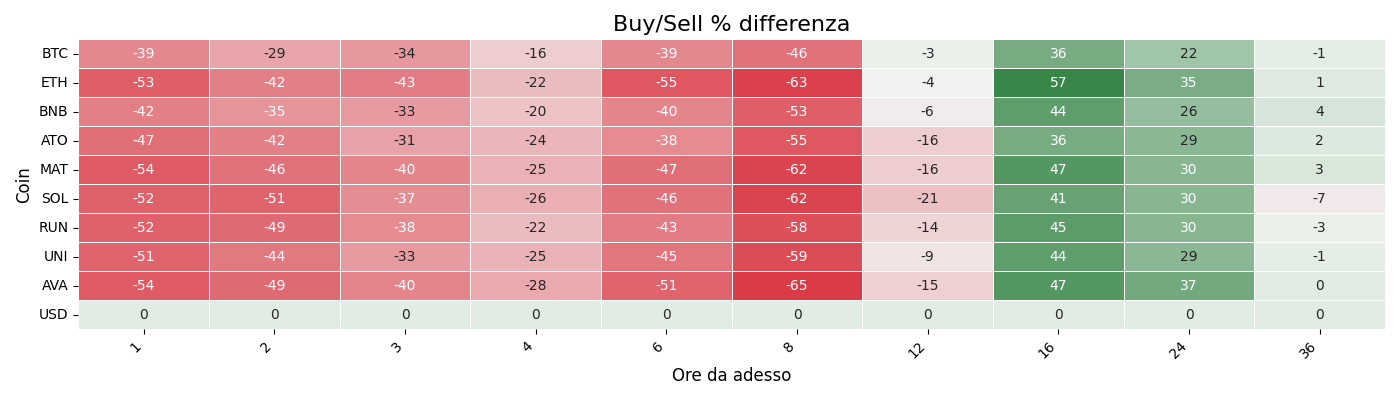 Buy/Sell % differenza
Coin
BTC -39 -29 -34 -16 -39 -46 -3 36 22 -1
ETH -53 -42 -43 -22 -55 -63 -4 57 35 1
BNB -42 -35 -33 -20 -40 -53 -6 44 26 4
ATO -47 -42 -31 -24 -38 -55 -16 36 29 2
MAT -54 -46 -40 -25 -47 -62 -16 47 30 3
SOL -52 -51 -37 -26 -46 -62 -21 41 30 -7
RUN -52 -49 -38 -22 -43 -58 -14 45 30 -3
UNI -51 -44 -33 -25 -45 -59 -9 44 29 -1
AVA -54 -49 -40 -28 -51 -65 -15 47 37 0
USD 0 0 0 0 0 0 0 0 0 0
1 2 3 4 6 8 12 16 24 36
Ore da adesso